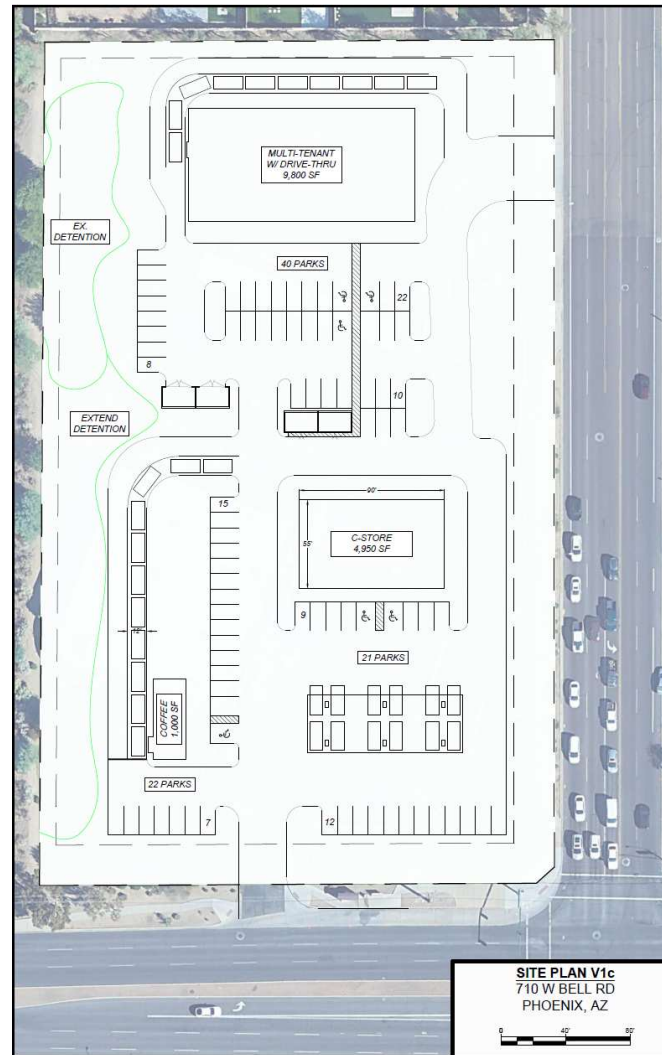 MULTI-TENANT
W/ DRIVE-THRU
9,800 SF
EX.
DETENTION
40 PARKS
22
8
10
EXTEND
DETENTION
15
90'
55'
C-STORE
4,950 SF
9
12'
21 PARKS
COFFEE
1,000 SF
22 PARKS
7
12
SITE PLAN V1c
710 W BELL RD
PHOENIX, AZ
0
40'
80'